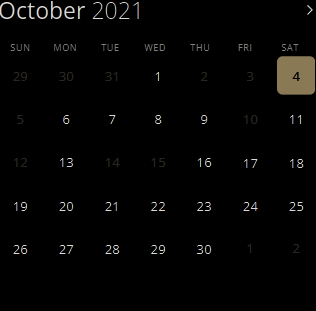 October 2021
SUN MON TUE WED THU FRI SAT
29 30 31 1 2 3 4
5 6 7 8 9 10 11
12 13 14 15 16 17 18
19 20 21 22 23 24 25
26 27 28 29 30 1 2